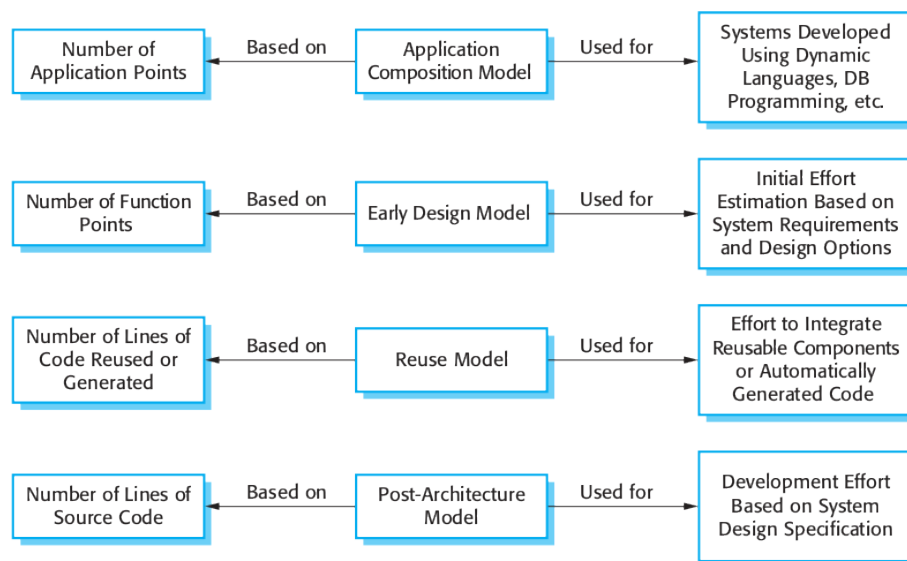 Number of
Application Points
Based on
Application
Composition Model
Used for
Systems Developed
Using Dynamic
Languages, DB
Programming, etc.
Number of Function
Points
Based on
Early Design Model
Used for
Initial Effort
Estimation Based on
System Requirements
and Design Options
Number of Lines of
Code Reused or
Generated
Based on
Reuse Model
Used for
Effort to Integrate
Reusable Components
or Automatically
Generated Code
Number of Lines of
Source Code
Based on
Post-Architecture
Model
Used for
Development Effort
Based on System
Design Specification